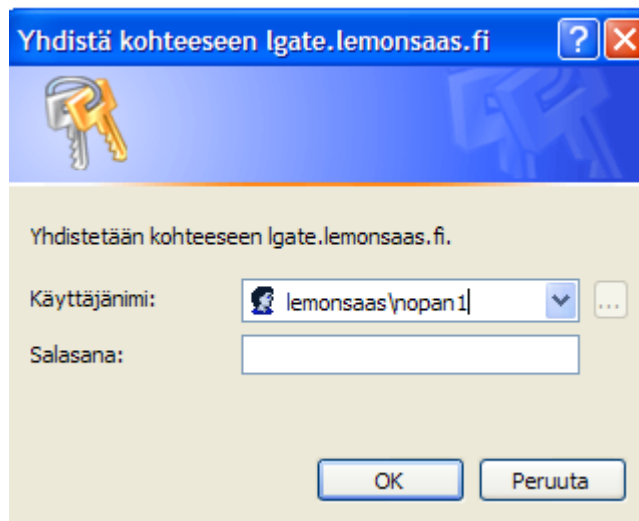 Yhdistä kohteeseen lgate.lemonsaas.fi
Yhdistetään kohteeseen lgate.lemonsaas.fi.
Käyttäjänimi: lemonsaas\nopan1
Salasana:
OK Peruuta